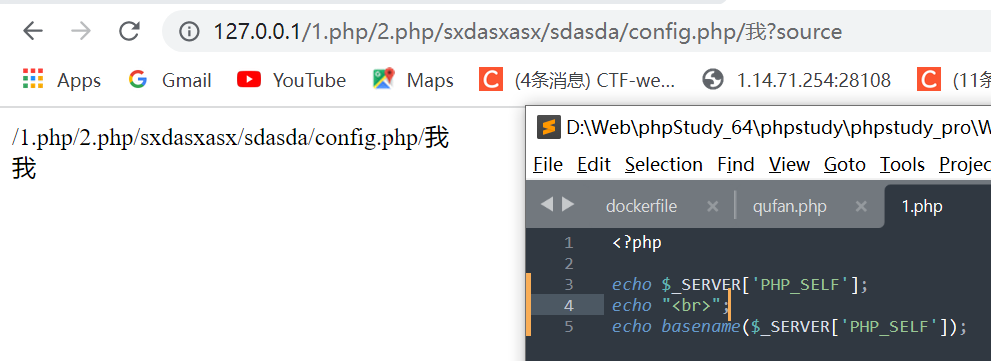 127.0.0.1/1.php/2.php/sxdasxasx/sdasda/config.php/我?source
Apps Gmail YouTube Maps (4条消息) CTF-we... 1.14.71.254:28108 (11条
/1.php/2.php/sxdasxasx/sdasda/config.php/我
我
D:\Web\phpStudy_64\phpstudy\phpstudy_pro\W
File Edit Selection Find View Goto Tools Projec
dockerfile × qufan.php × 1.php
1 <?php
2
3 echo $_SERVER['PHP_SELF'];
4 echo "<br>";
5 echo basename($_SERVER['PHP_SELF']);